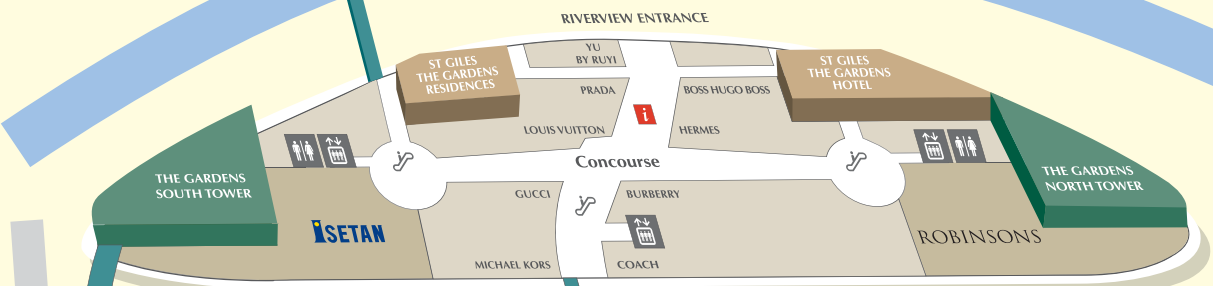 RIVERVIEW ENTRANCE
YU
BY RUYI
ST GILES
THE GARDENS
RESIDENCES
ST GILES
THE GARDENS
HOTEL
PRADA
BOSS HUGO BOSS
i
LOUIS VUITTON
HERMES
Concourse
THE GARDENS
SOUTH TOWER
THE GARDENS
NORTH TOWER
GUCCI
BURBERRY
iSETAN
ROBINSONS
MICHAEL KORS
COACH